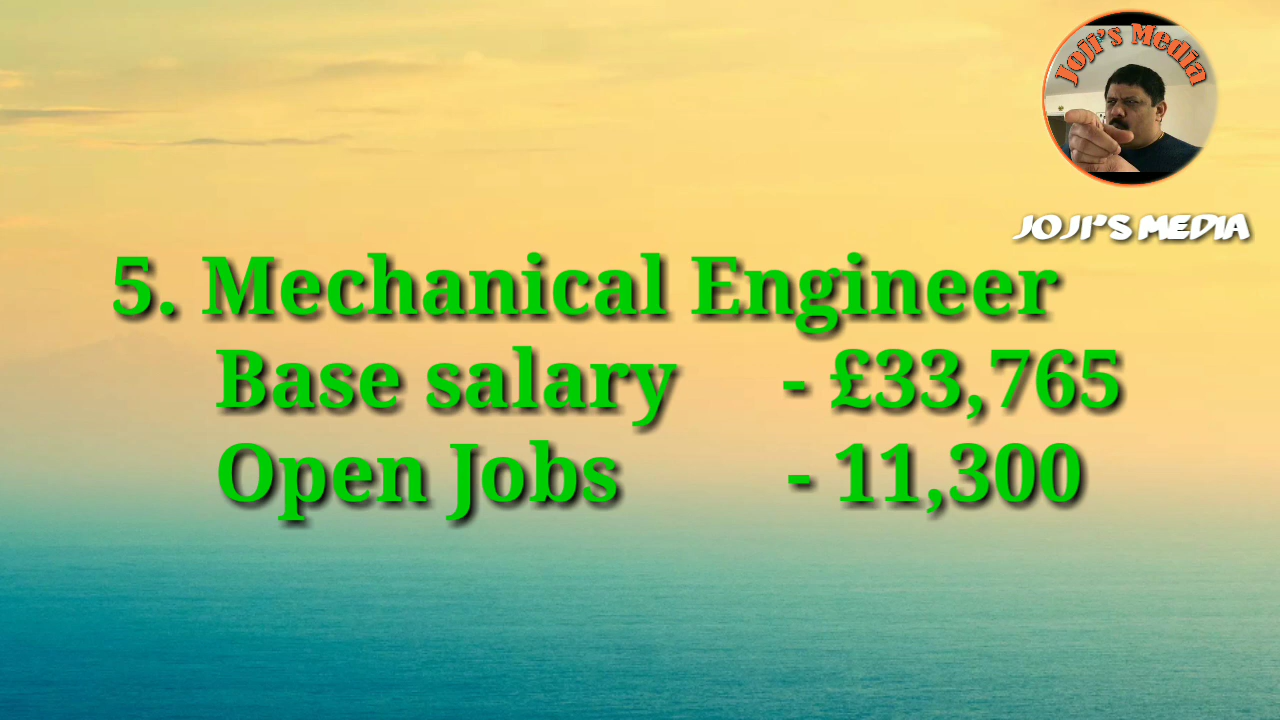 Joji's Media
JOJI'S MEDIA
5. Mechanical Engineer
Base salary - £33,765
Open Jobs - 11,300